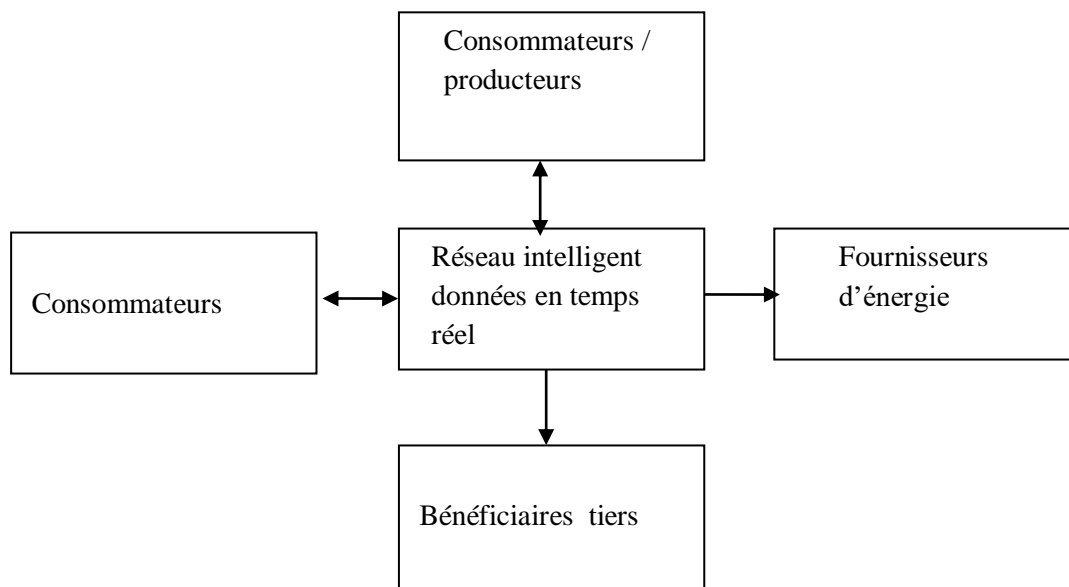 Consommateurs /
producteurs
Consommateurs
Réseau intelligent
données en temps
réel
Fournisseurs
d’énergie
Bénéficiaires tiers